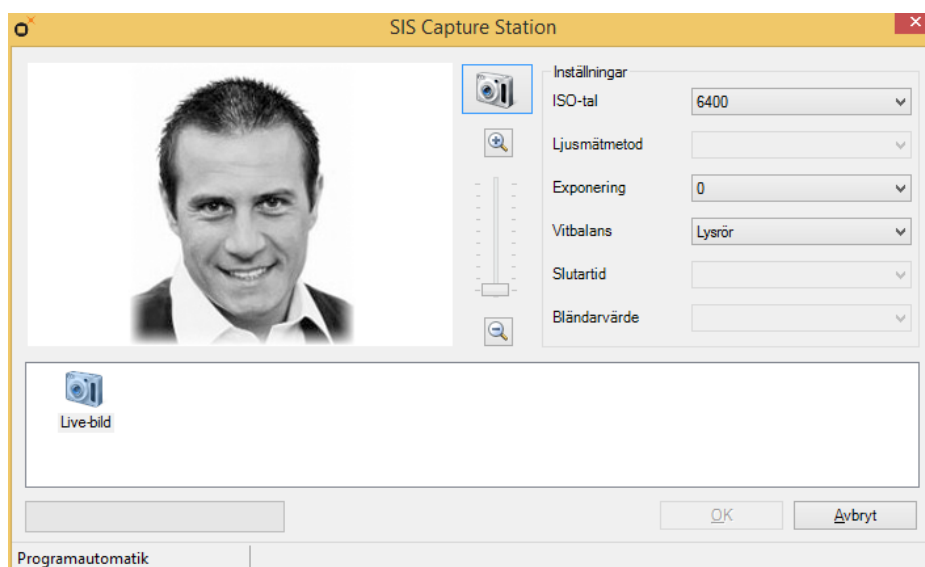 SIS Capture Station
Inställningar
ISO-tal 6400
Ljusmätmetod
Exponering 0
Vitbalans Lysrör
Slutartid
Bländarvärde
Live-bild
OK Avbryt
Programautomatik